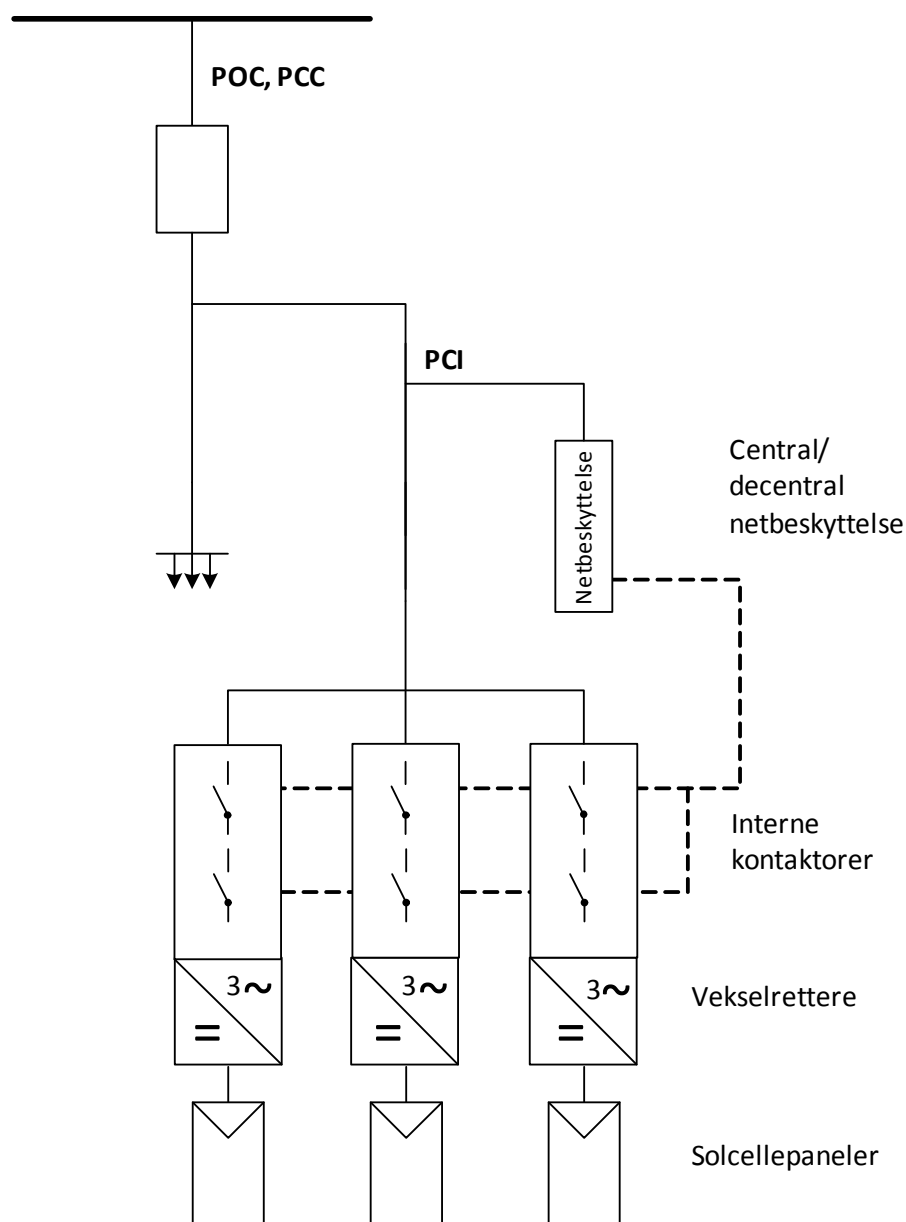 POC, PCC
PCI
Netbeskyttelse
Central/
decentral
netbeskyttelse
Interne
kontaktorer
3~
=
3~
=
3~
=
Vekselrettere
Solcellepaneler